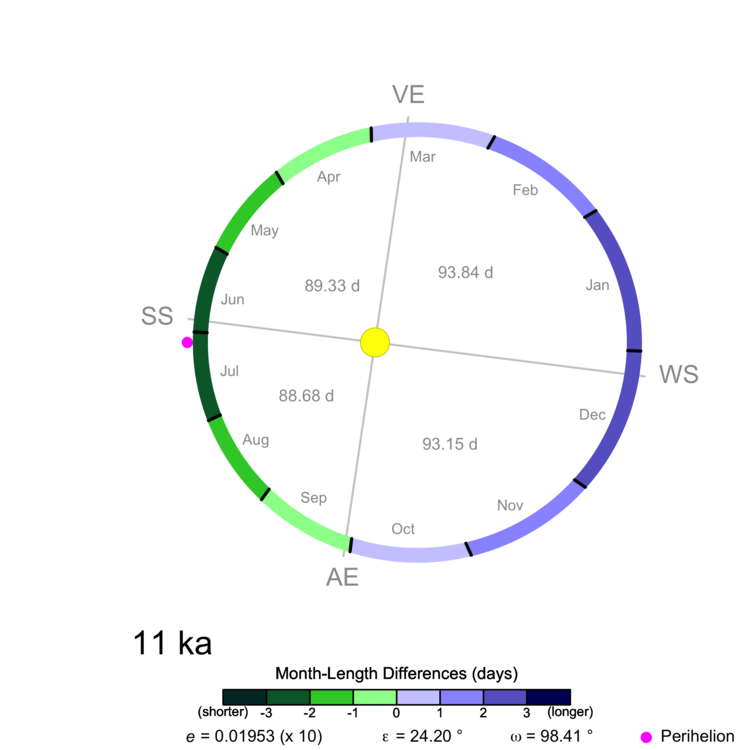 VE
Mar
Apr
Feb
May
93.84 d
Jan
89.33 d
Jun
SS
WS
Jul
88.68 d
Dec
Aug
93.15 d
Sep
Nov
Oct
AE
11 ka
Month-Length Differences (days)
(shorter) -3 -2 -1 0 1 2 3 (longer)
e = 0.01953 (x 10) ε = 24.20 ° ω = 98.41 ° Perihelion